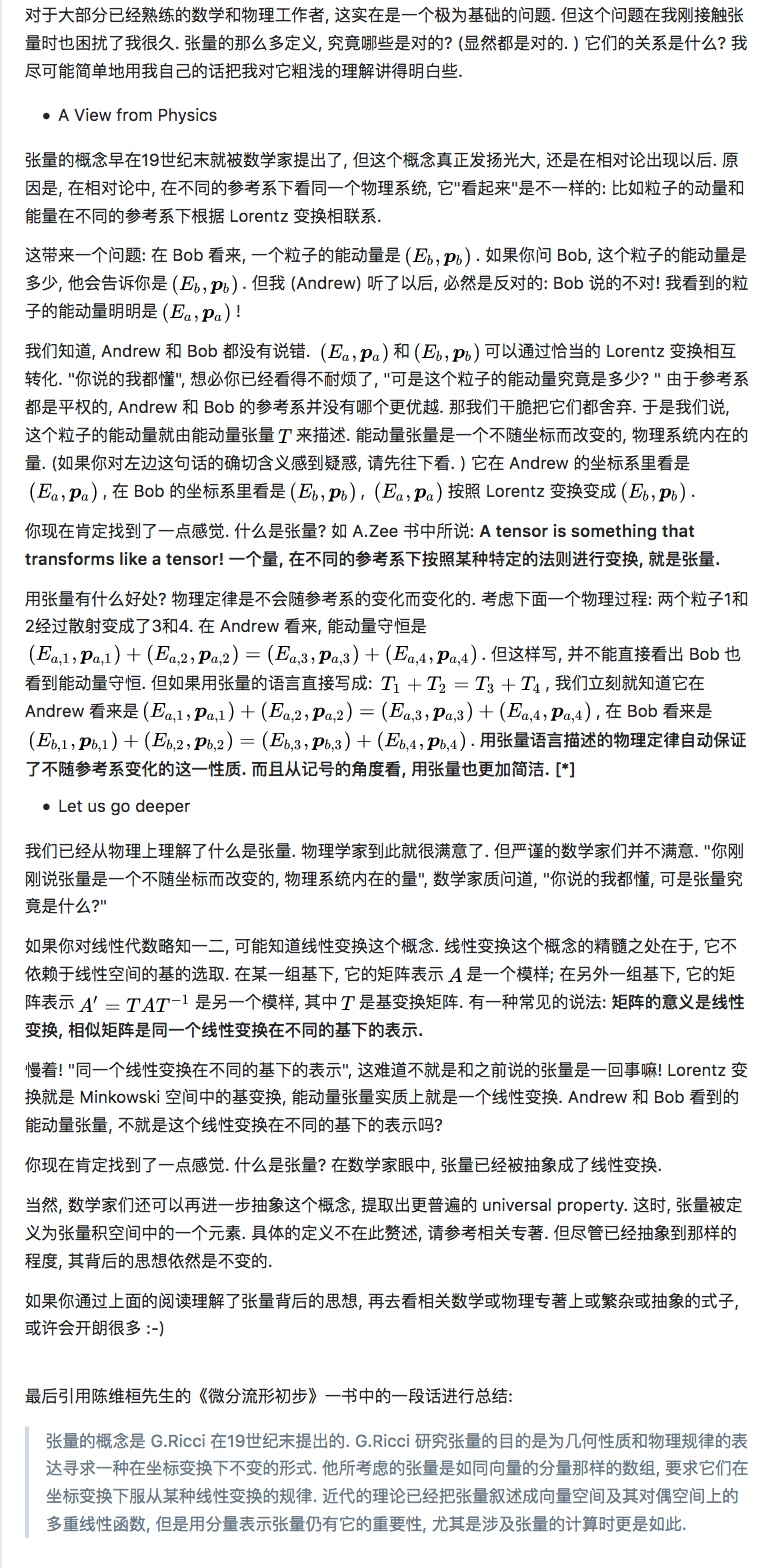 对于大部分已经熟练的数学和物理工作者, 这实在是一个极为基础的问题. 但这个问题在我刚接触张
量时也困扰了我很久. 张量的那么多定义, 究竟哪些是对的? (显然都是对的. ) 它们的关系是什么? 我
尽可能简单地用我自己的话把我对它粗浅的理解讲得明白些.
• A View from Physics
张量的概念早在19世纪末就被数学家提出了, 但这个概念真正发扬光大, 还是在相对论出现以后. 原
因是, 在相对论中, 在不同的参考系下看同一个物理系统, 它"看起来"是不一样的: 比如粒子的动量和
能量在不同的参考系下根据 Lorentz 变换相联系.
这带来一个问题: 在 Bob 看来, 一个粒子的能动量是 (E_b, p_b) . 如果你问 Bob, 这个粒子的能动量是
多少, 他会告诉你是 (E_b, p_b) . 但我 (Andrew) 听了以后, 必然是反对的: Bob 说的不对! 我看到的粒
子的能动量明明是 (E_a, p_a) !
我们知道, Andrew 和 Bob 都没有说错. (E_a, p_a) 和 (E_b, p_b) 可以通过恰当的 Lorentz 变换相互
转化. "你说的我都懂", 想必你已经看得不耐烦了, "可是这个粒子的能动量究竟是多少? " 由于参考系
都是平权的, Andrew 和 Bob 的参考系并没有哪个更优越. 那我们干脆把它们都舍弃. 于是我们说,
这个粒子的能动量就由能动量张量 T 来描述. 能动量张量是一个不随坐标而改变的, 物理系统内在的
量. (如果你对左边这句话的确切含义感到疑惑, 请先往下看. ) 它在 Andrew 的坐标系里看是
(E_a, p_a) , 在 Bob 的坐标系里看是 (E_b, p_b) , (E_a, p_a) 按照 Lorentz 变换变成 (E_b, p_b) .
你现在肯定找到了一点感觉. 什么是张量? 如 A.Zee 书中所说: A tensor is something that
transforms like a tensor! 一个量, 在不同的参考系下按照某种特定的法则进行变换, 就是张量.
用张量有什么好处? 物理定律是不会随参考系的变化而变化的. 考虑下面一个物理过程: 两个粒子1和
2经过散射变成了3和4. 在 Andrew 看来, 能动量守恒是
(E_{a,1}, p_{a,1}) + (E_{a,2}, p_{a,2}) = (E_{a,3}, p_{a,3}) + (E_{a,4}, p_{a,4}) . 但这样写, 并不能直接看出 Bob 也
看到能动量守恒. 但如果用张量的语言直接写成: T_1 + T_2 = T_3 + T_4 , 我们立刻就知道它在
Andrew 看来是 (E_{a,1}, p_{a,1}) + (E_{a,2}, p_{a,2}) = (E_{a,3}, p_{a,3}) + (E_{a,4}, p_{a,4}) , 在 Bob 看来是
(E_{b,1}, p_{b,1}) + (E_{b,2}, p_{b,2}) = (E_{b,3}, p_{b,3}) + (E_{b,4}, p_{b,4}) . 用张量语言描述的物理定律自动保证
了不随参考系变化的这一性质. 而且从记号的角度看, 用张量也更加简洁. [*]
• Let us go deeper
我们已经从物理上理解了什么是张量. 物理学家到此就很满意了. 但严谨的数学家们并不满意. "你刚
刚说张量是一个不随坐标而改变的, 物理系统内在的量", 数学家质问道, "你说的我都懂, 可是张量究
竟是什么?"
如果你对线性代数略知一二, 可能知道线性变换这个概念. 线性变换这个概念的精髓之处在于, 它不
依赖于线性空间的基的选取. 在某一组基下, 它的矩阵表示 A 是一个模样; 在另外一组基下, 它的矩
阵表示 A′ = TAT^{-1} 是另一个模样, 其中 T 是基变换矩阵. 有一种常见的说法: 矩阵的意义是线性
变换, 相似矩阵是同一个线性变换在不同的基下的表示.
慢着! "同一个线性变换在不同的基下的表示", 这难道不就是和之前说的张量是一回事嘛! Lorentz 变
换就是 Minkowski 空间中的基变换, 能动量张量实质上就是一个线性变换. Andrew 和 Bob 看到的
能动量张量, 不就是这个线性变换在不同的基下的表示吗?
你现在肯定找到了一点感觉. 什么是张量? 在数学家眼中, 张量已经被抽象成了线性变换.
当然, 数学家们还可以再进一步抽象这个概念, 提取出更普遍的 universal property. 这时, 张量被定
义为张量积空间中的一个元素. 具体的定义不在此赘述, 请参考相关专著. 但尽管已经抽象到那样的
程度, 其背后的思想依然是不变的.
如果你通过上面的阅读理解了张量背后的思想, 再去看相关数学或物理专著上或繁杂或抽象的式子,
或许会开朗很多 :-)
最后引用陈维桓先生的《微分流形初步》一书中的一段话进行总结:
张量的概念是 G.Ricci 在19世纪末提出的. G.Ricci 研究张量的目的是为几何性质和物理规律的表
达寻求一种在坐标变换下不变的形式. 他所考虑的张量是如同向量的分量那样的数组, 要求它们在
坐标变换下服从某种线性变换的规律. 近代的理论已经把张量叙述成向量空间及其对偶空间上的
多重线性函数, 但是用分量表示张量仍有它的重要性, 尤其是涉及张量的计算时更是如此.